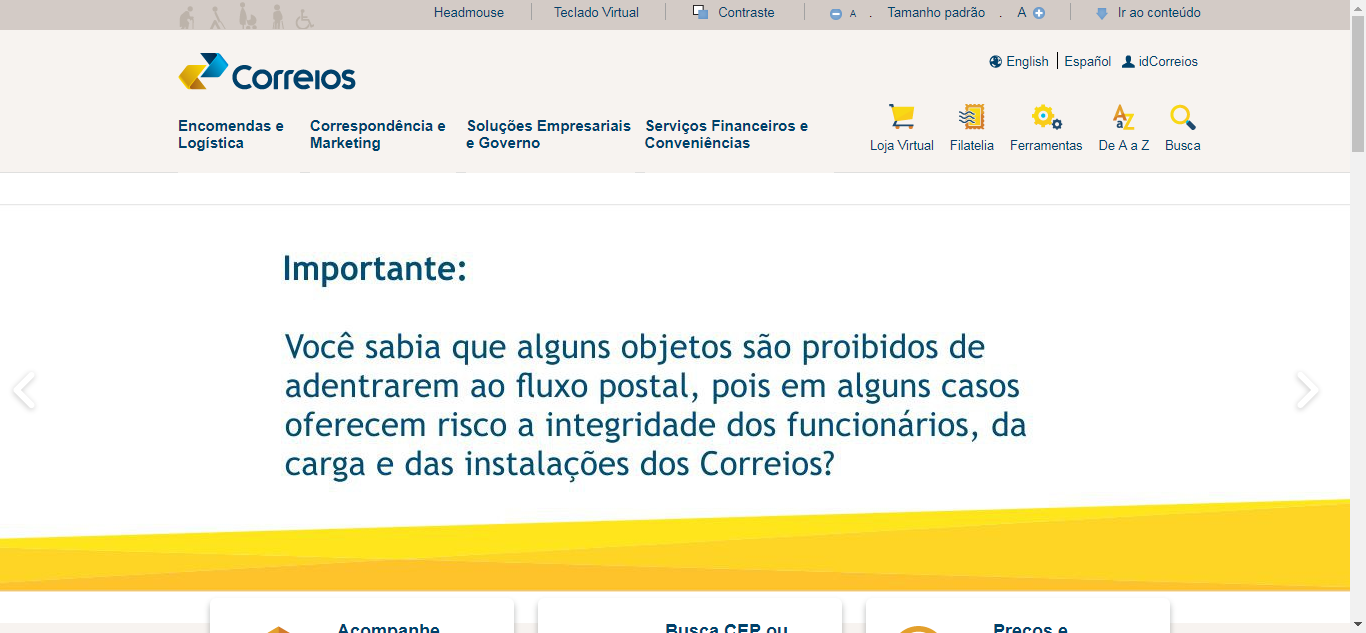 Headmouse
Teclado Virtual
Contraste
A . Tamanho padrão . A
Ir ao conteúdo
Correios
English
Español
idCorreios
Encomendas e
Logística
Correspondência e
Marketing
Soluções Empresariais
e Governo
Serviços Financeiros e
Conveniências
Loja Virtual
Filatelia
Ferramentas
De A a Z
Busca
Importante:
Você sabia que alguns objetos são proibidos de
adentrarem ao fluxo postal, pois em alguns casos
oferecem risco a integridade dos funcionários, da
carga e das instalações dos Correios?
Acompanhe
Busca CEP ou
Preços e